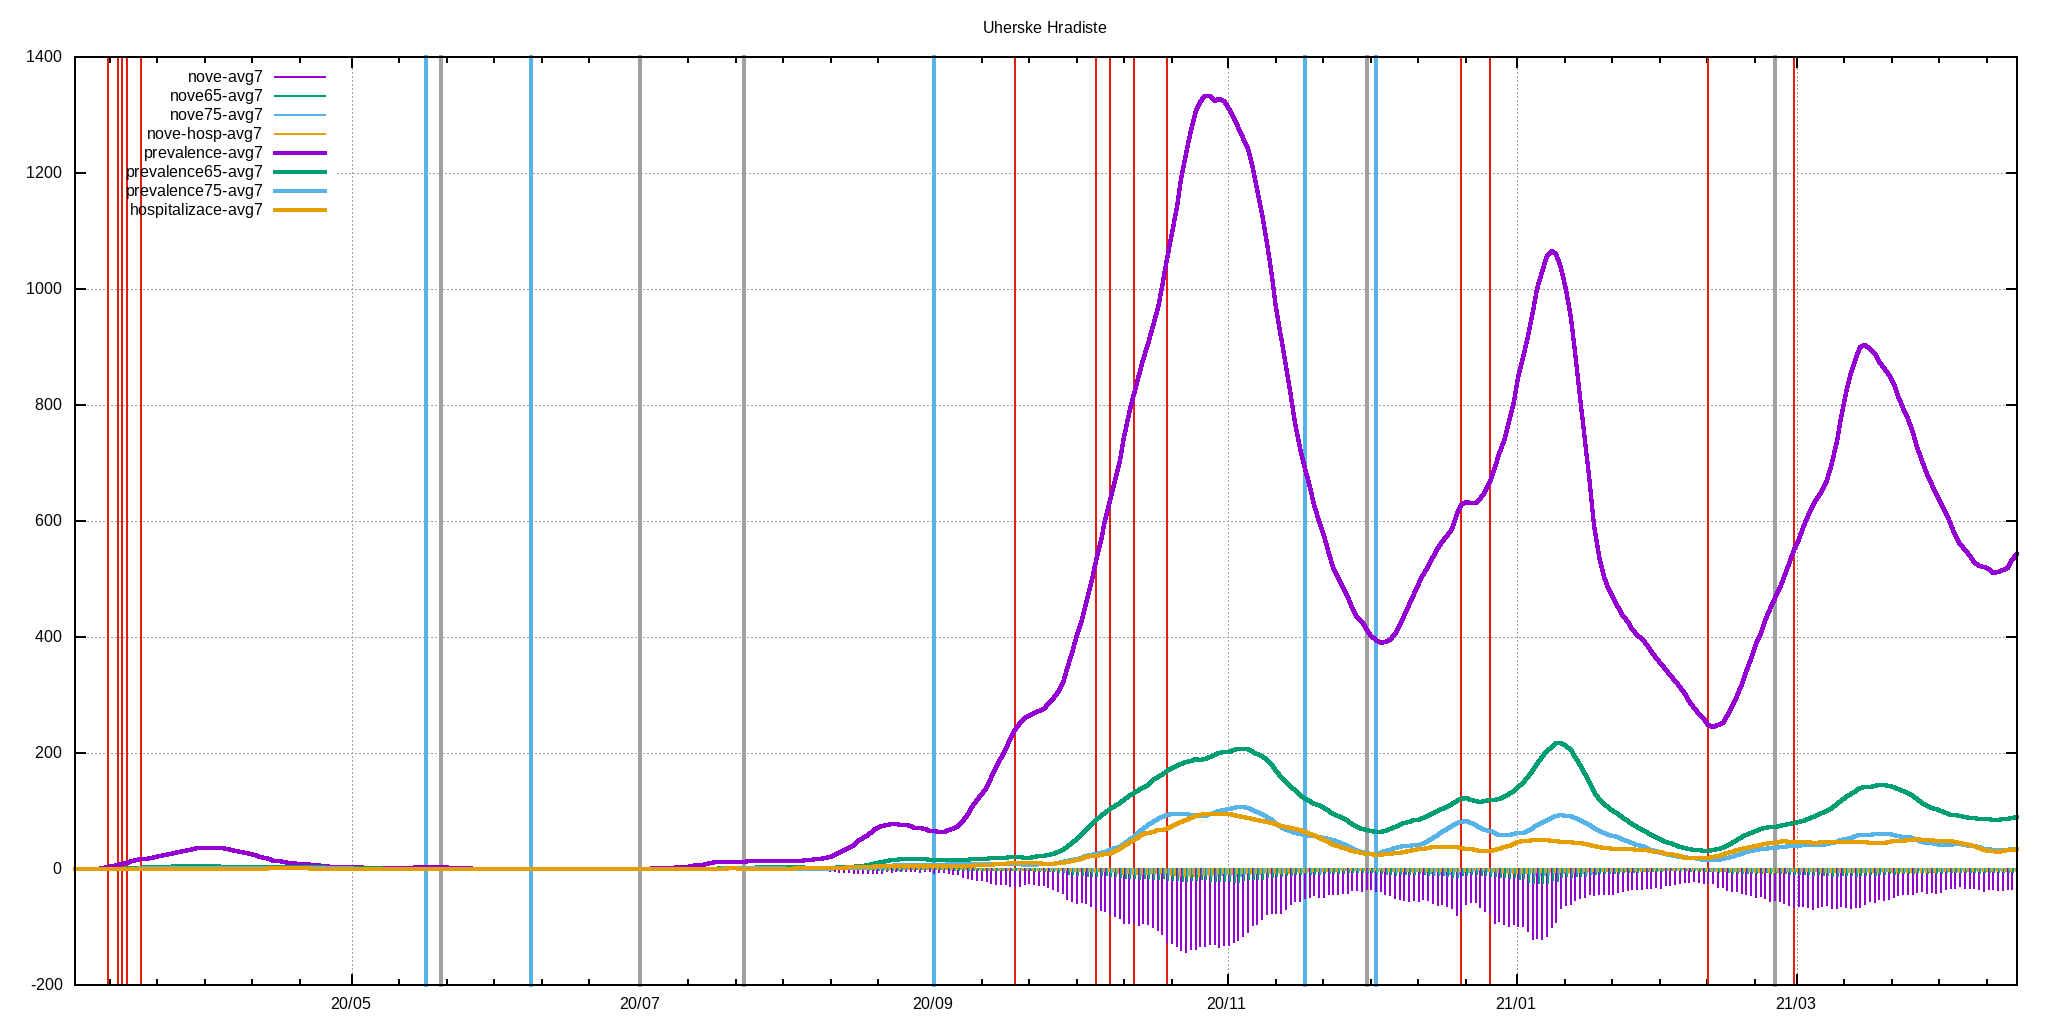 Uherske Hradiste
1400
1200
1000
800
600
400
200
0
-200
nove-avg7
nove65-avg7
nove75-avg7
nove-hosp-avg7
prevalence-avg7
prevalence65-avg7
prevalence75-avg7
hospitalizace-avg7
20/05
20/07
20/09
20/11
21/01
21/03